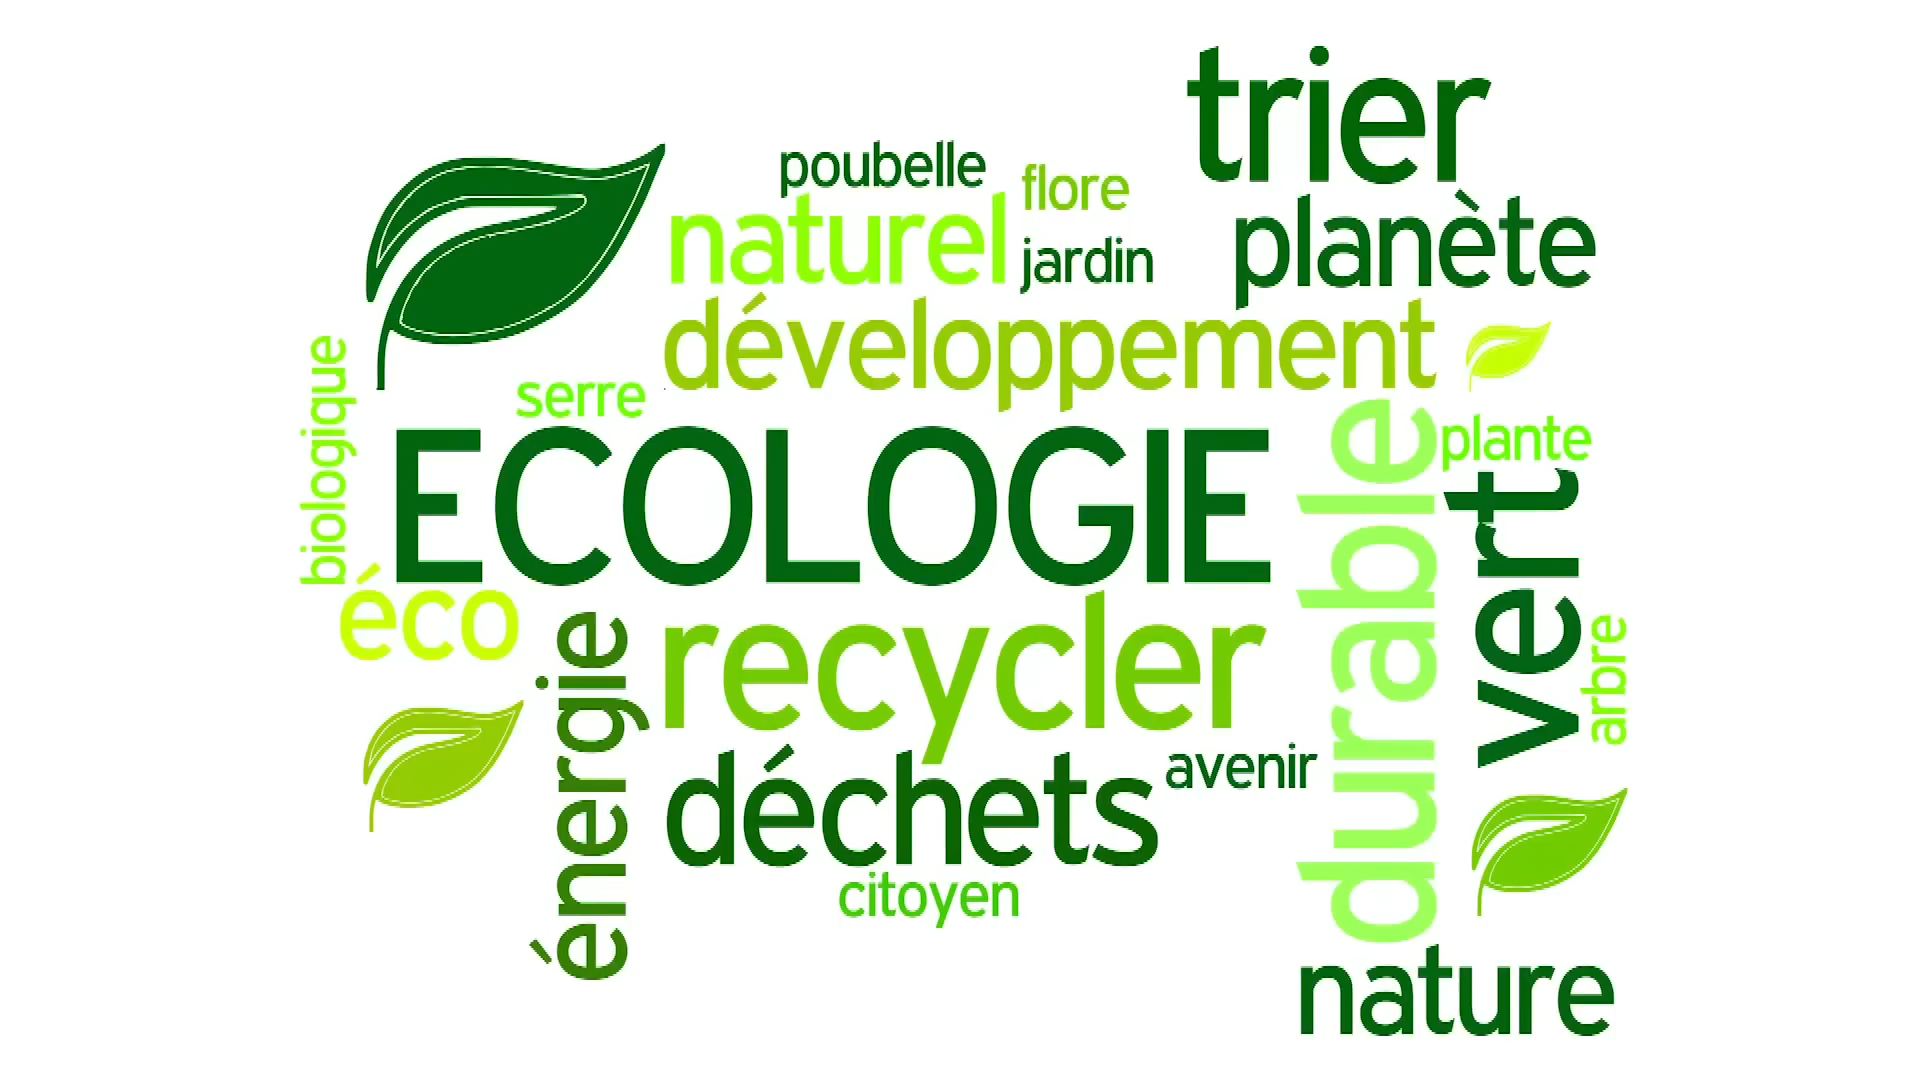 trier
poubelle
flore
naturel
jardin
planète
développement
biologique
serre
plante
ECOLOGIE
durable
vert
éco
énergie
recycler
arbre
déchets
avenir
citoyen
nature